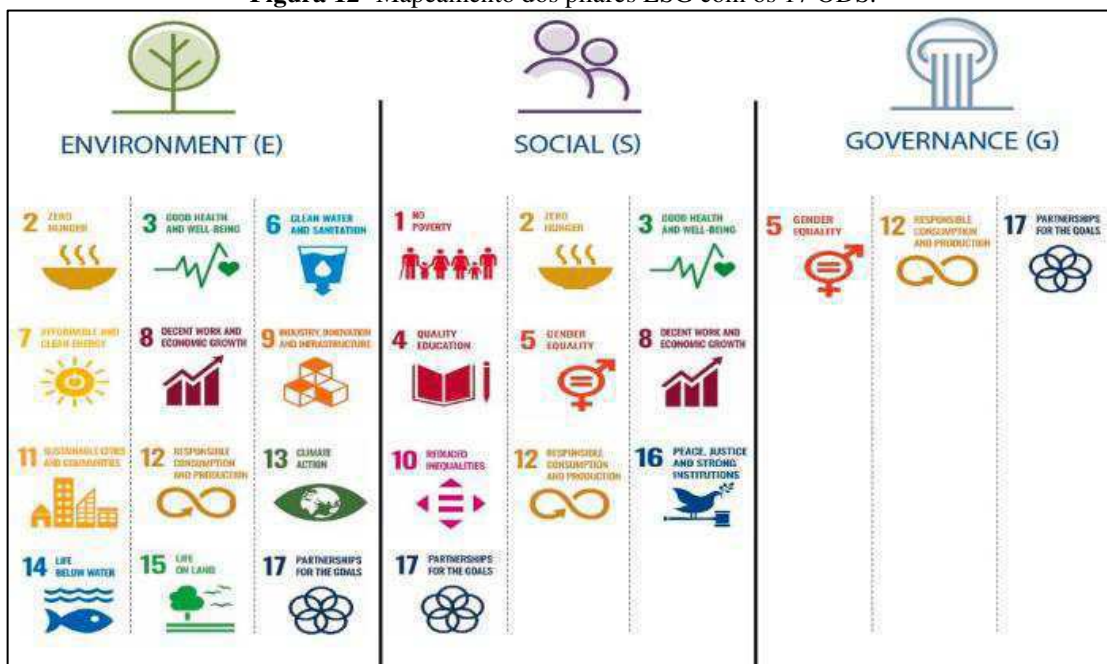 Figura 12- Mapeamento dos pilares ESG com os 17 ODS.
ENVIRONMENT (E)
SOCIAL (S)
GOVERNANCE (G)
2 ZERO
HUNGER
3 GOOD HEALTH
AND WELL-BEING
6 CLEAN WATER
AND SANITATION
1 NO
POVERTY
2 ZERO
HUNGER
3 GOOD HEALTH
AND WELL-BEING
5 GENDER
EQUALITY
12 RESPONSIBLE
CONSUMPTION
AND PRODUCTION
17 PARTNERSHIPS
FOR THE GOALS
7 AFFORDABLE AND
CLEAN ENERGY
8 DECENT WORK AND
ECONOMIC GROWTH
9 INDUSTRY, INNOVATION
AND INFRASTRUCTURE
4 QUALITY
EDUCATION
5 GENDER
EQUALITY
8 DECENT WORK AND
ECONOMIC GROWTH
11 SUSTAINABLE CITIES
AND COMMUNITIES
12 RESPONSIBLE
CONSUMPTION
AND PRODUCTION
13 CLIMATE
ACTION
10 REDUCED
INEQUALITIES
12 RESPONSIBLE
CONSUMPTION
AND PRODUCTION
16 PEACE, JUSTICE
AND STRONG
INSTITUTIONS
14 LIFE
BELOW WATER
15 LIFE
ON LAND
17 PARTNERSHIPS
FOR THE GOALS
17 PARTNERSHIPS
FOR THE GOALS